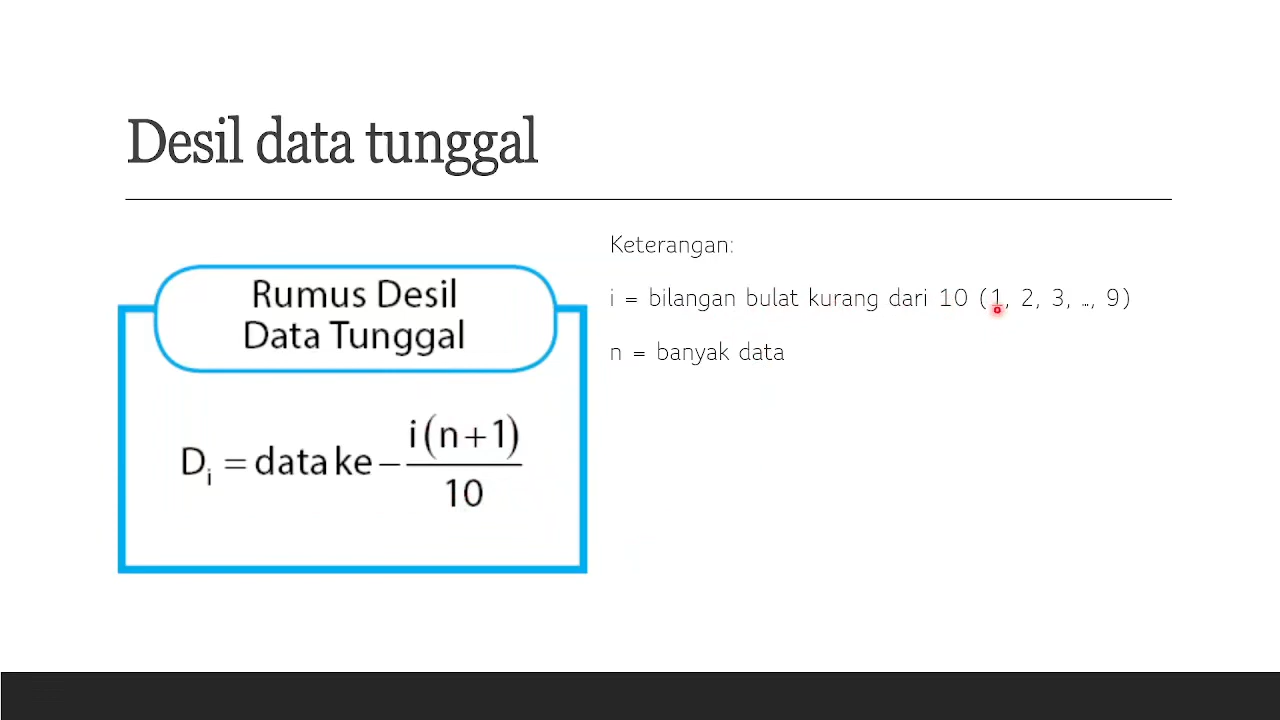 Desil data tunggal
Rumus Desil
Data Tunggal
D_i = data ke - i(n+1)/10
Keterangan:
i = bilangan bulat kurang dari 10 (1, 2, 3, …, 9)
n = banyak data